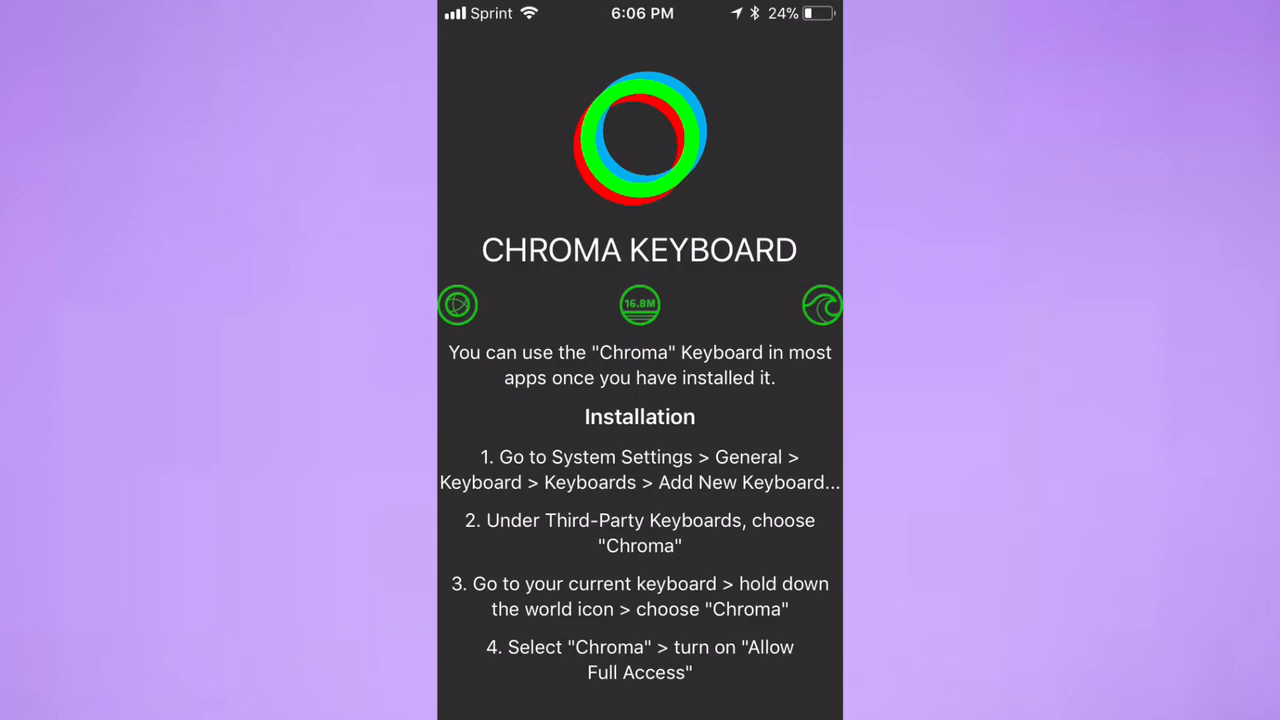 Sprint 6:06 PM 24%
CHROMA KEYBOARD
16.8M
You can use the "Chroma" Keyboard in most
apps once you have installed it.
Installation
1. Go to System Settings > General >
Keyboard > Keyboards > Add New Keyboard...
2. Under Third-Party Keyboards, choose
"Chroma"
3. Go to your current keyboard > hold down
the world icon > choose "Chroma"
4. Select "Chroma" > turn on "Allow
Full Access"